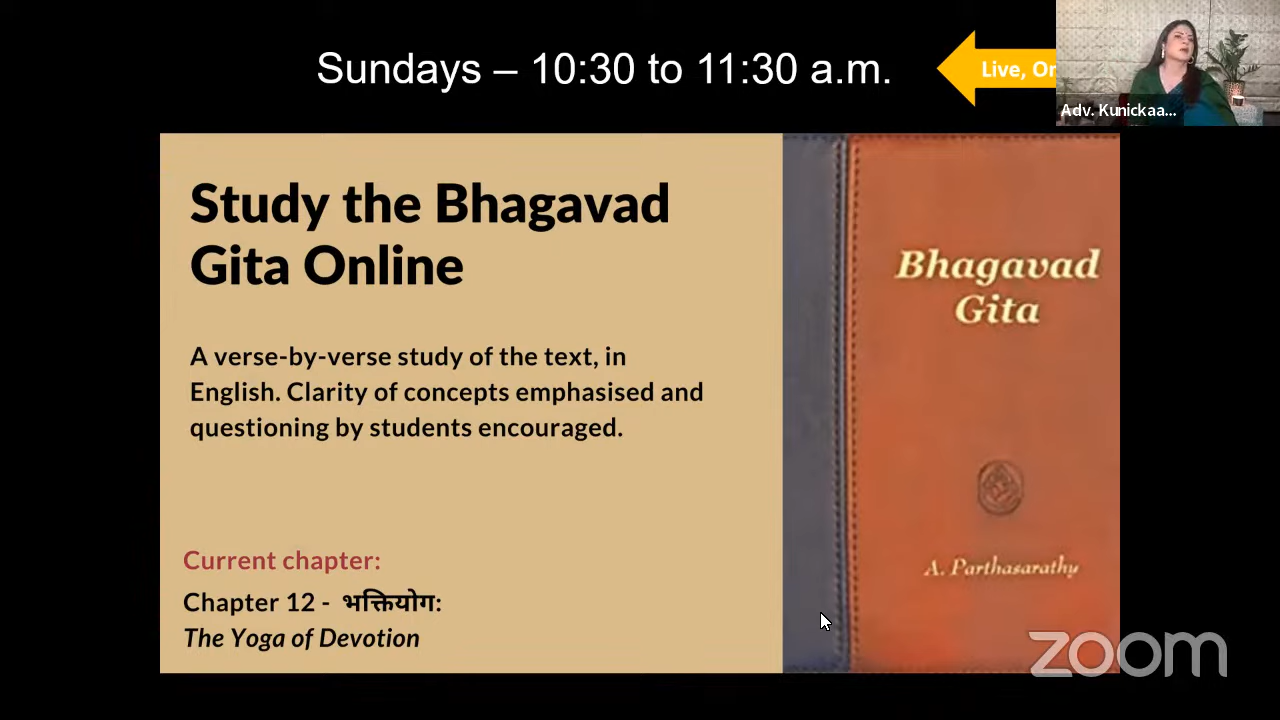 Sundays – 10:30 to 11:30 a.m.
Live, On
Adv. Kunickaa...
Study the Bhagavad
Gita Online
A verse-by-verse study of the text, in
English. Clarity of concepts emphasised and
questioning by students encouraged.
Current chapter:
Chapter 12 - भक्तियोग:
The Yoga of Devotion
Bhagavad
Gita
A. Parthasarathy
zoom